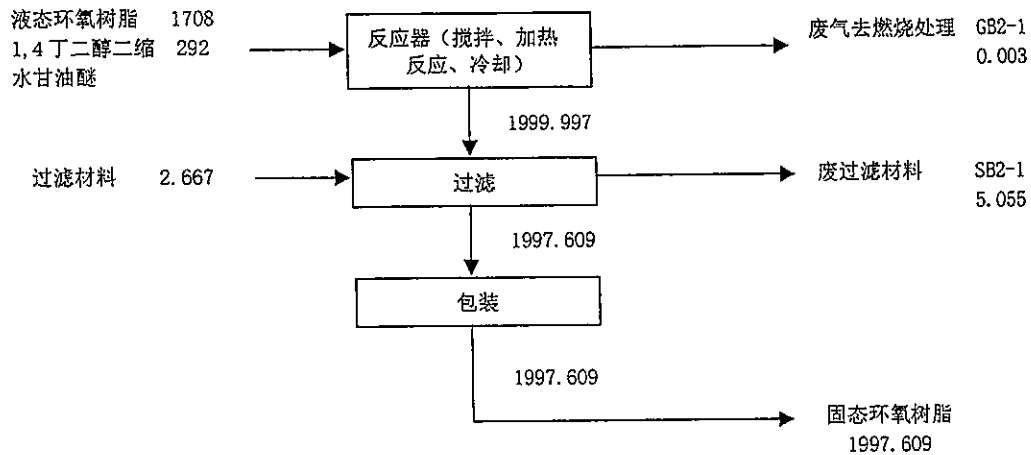 液态环氧树脂 1708
1,4丁二醇二缩 292
水甘油醚
反应器（搅拌、加热
反应、冷却）
废气去燃烧处理 GB2-1
0.003
1999.997
过滤材料 2.667
过滤
废过滤材料 SB2-1
5.055
1997.609
包装
1997.609
固态环氧树脂
1997.609